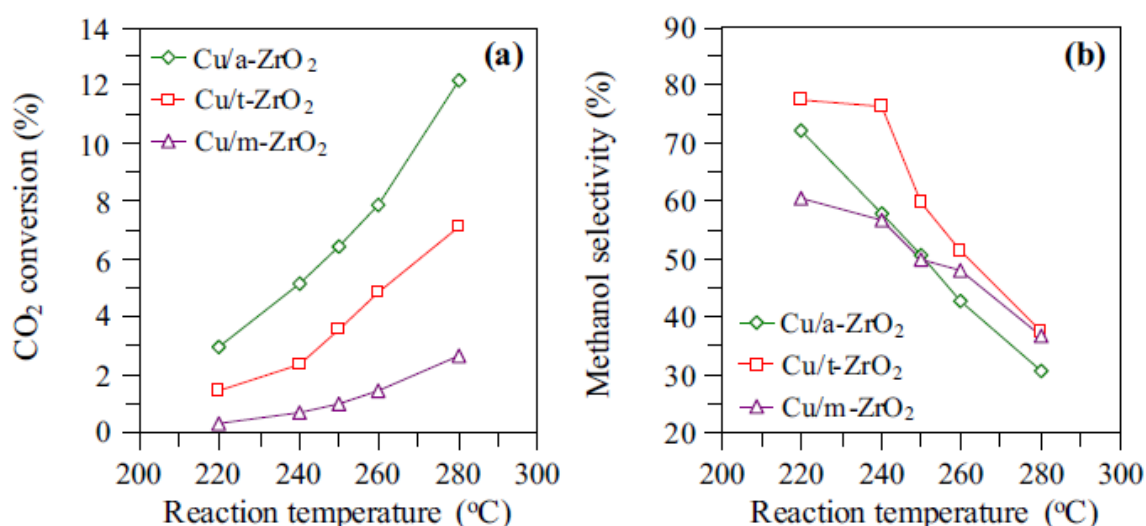 (a)
Cu/a-ZrO₂
Cu/t-ZrO₂
Cu/m-ZrO₂
CO₂ conversion (%)
14
12
10
8
6
4
2
0
200 220 240 260 280 300
Reaction temperature (°C)
(b)
Methanol selectivity (%)
90
80
70
60
50
40
30
20
Cu/a-ZrO₂
Cu/t-ZrO₂
Cu/m-ZrO₂
200 220 240 260 280 300
Reaction temperature (°C)